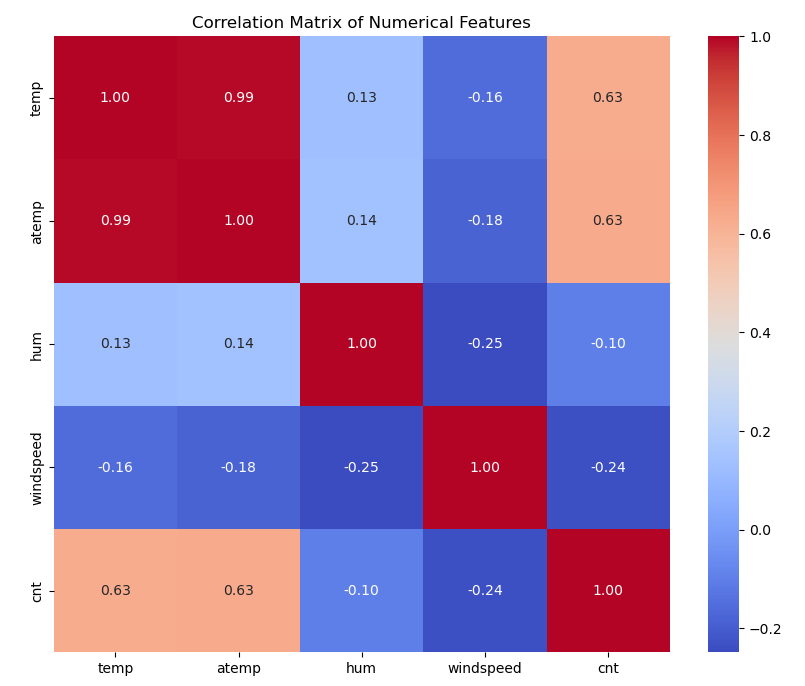 Correlation Matrix of Numerical Features
temp 1.00 0.99 0.13 -0.16 0.63
atemp 0.99 1.00 0.14 -0.18 0.63
hum 0.13 0.14 1.00 -0.25 -0.10
windspeed -0.16 -0.18 -0.25 1.00 -0.24
cnt 0.63 0.63 -0.10 -0.24 1.00
temp atemp hum windspeed cnt
1.0
0.8
0.6
0.4
0.2
0.0
−0.2